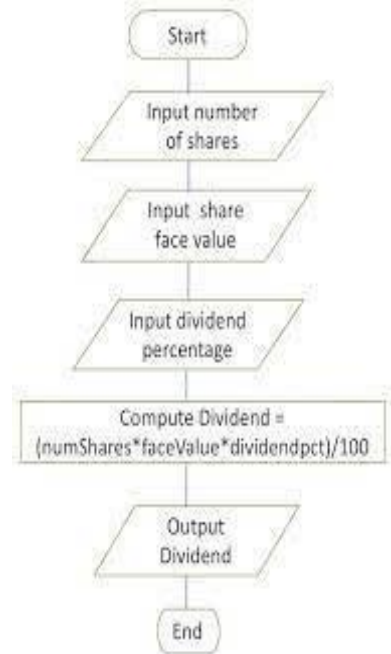 Start
Input number
of shares
Input share
face value
Input dividend
percentage
Compute Dividend =
(numShares*faceValue*dividendpct)/100
Output
Dividend
End